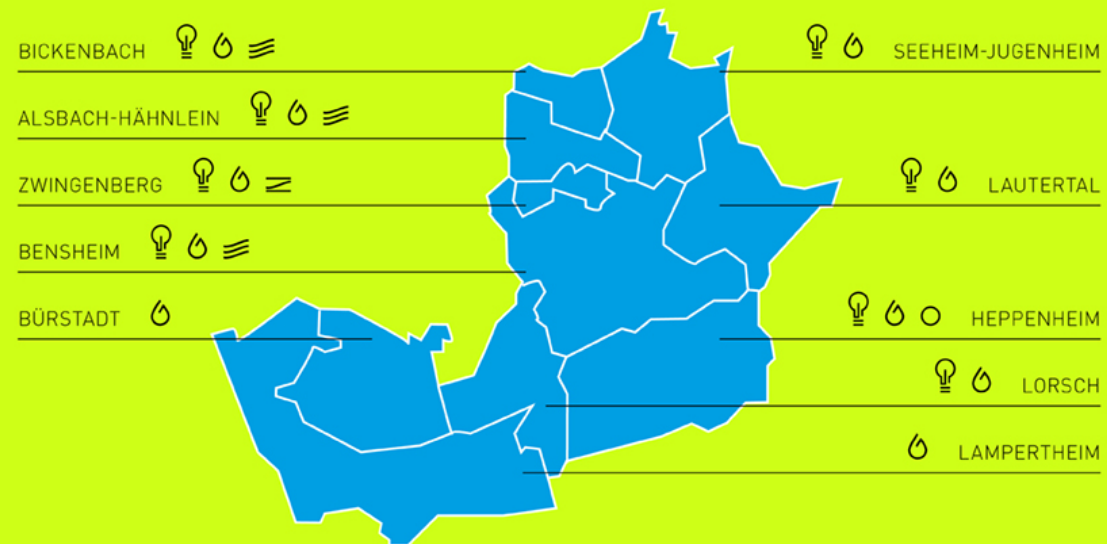 BICKENBACH
SEEHEIM-JUGENHEIM
ALSBACH-HÄHNLEIN
ZWINGENBERG
LAUTERTAL
BENSHEIM
BÜRSTADT
HEPPENHEIM
LORSCH
LAMPERTHEIM